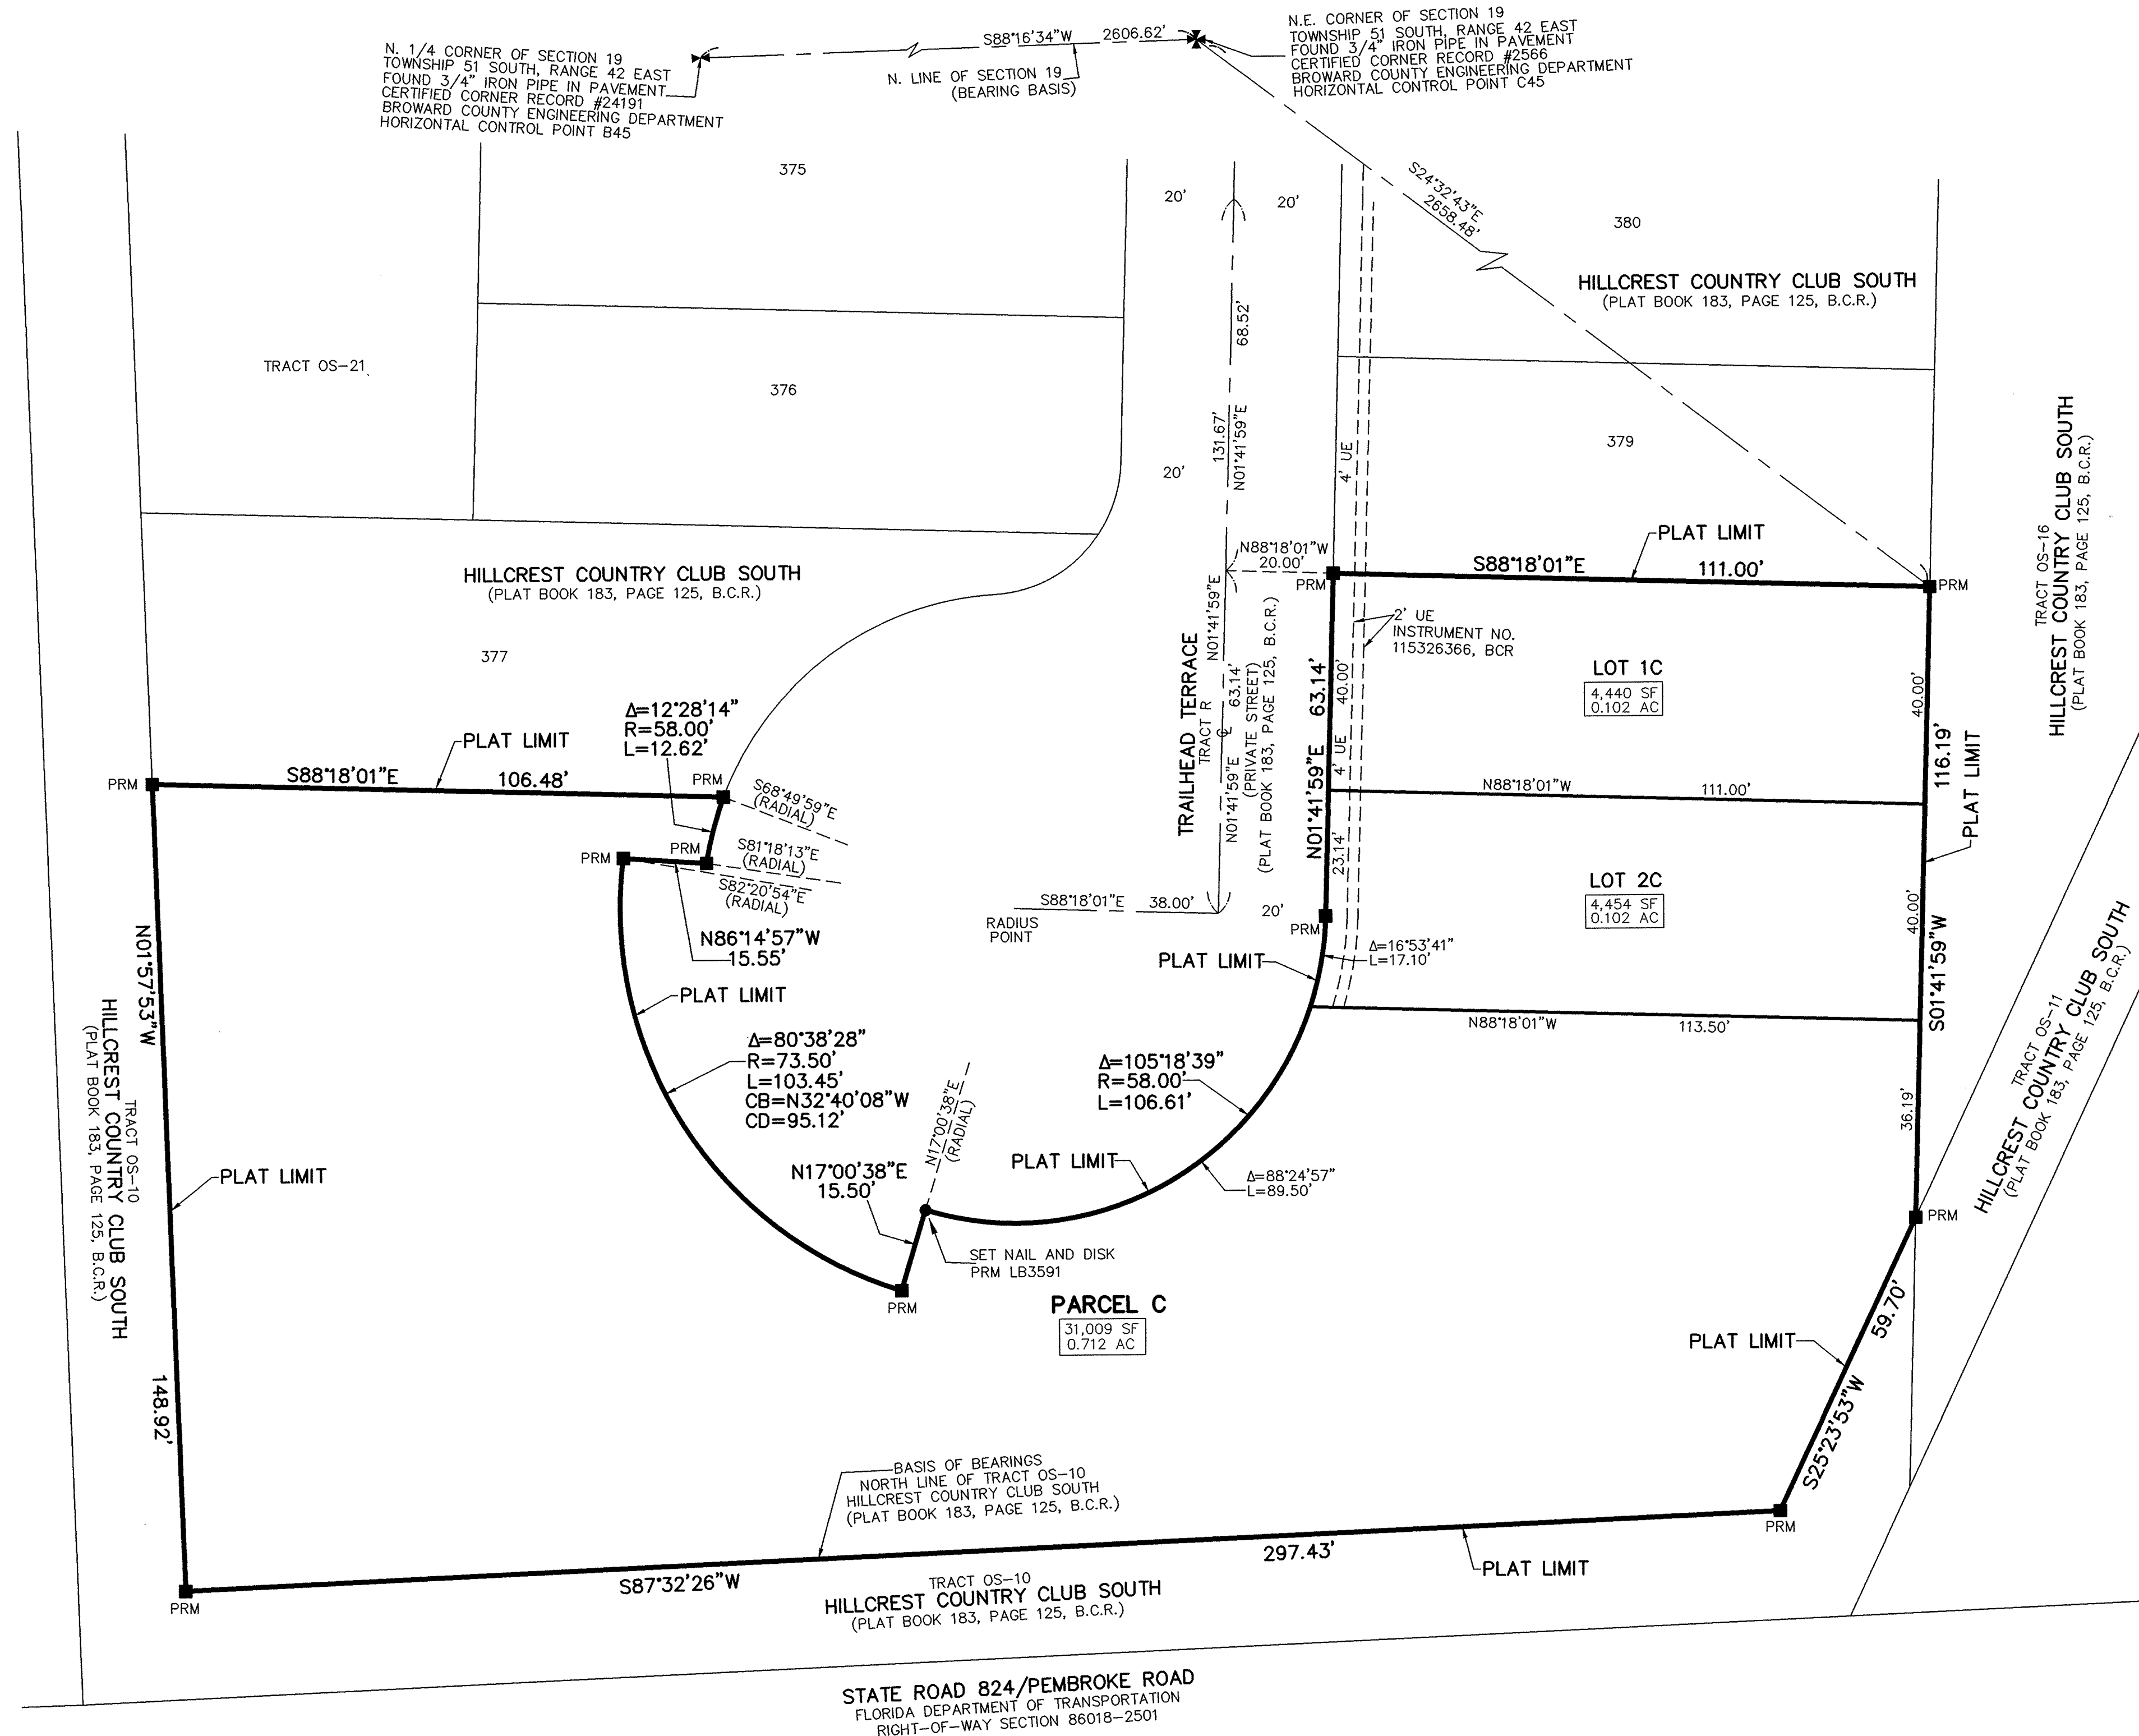 N. 1/4 CORNER OF SECTION 19
TOWNSHIP 51 SOUTH, RANGE 42 EAST
FOUND 3/4" IRON PIPE IN PAVEMENT
CERTIFIED CORNER RECORD #24191
BROWARD COUNTY ENGINEERING DEPARTMENT
HORIZONTAL CONTROL POINT B45
S88°16'34"W 2606.62'
N. LINE OF SECTION 19
(BEARING BASIS)
N.E. CORNER OF SECTION 19
TOWNSHIP 51 SOUTH, RANGE 42 EAST
FOUND 3/4" IRON PIPE IN PAVEMENT
CERTIFIED CORNER RECORD #2566
BROWARD COUNTY ENGINEERING DEPARTMENT
HORIZONTAL CONTROL POINT C45
375
20'
20'
S24°32'43"E
2658.48'
380
HILLCREST COUNTRY CLUB SOUTH
(PLAT BOOK 183, PAGE 125, B.C.R.)
68.52'
TRACT OS-21
376
131.67'
N01°41'59"E
20'
4' UE
379
TRACT OS-16
HILLCREST COUNTRY CLUB SOUTH
(PLAT BOOK 183, PAGE 125, B.C.R.)
HILLCREST COUNTRY CLUB SOUTH
(PLAT BOOK 183, PAGE 125, B.C.R.)
377
N88°18'01"W
20.00'
PRM
PLAT LIMIT
S88°18'01"E 111.00'
PRM
2' UE
INSTRUMENT NO.
115326366, BCR
LOT 1C
4,440 SF
0.102 AC
TRAILHEAD TERRACE
TRACT R
N01°41'59"E
℄ 63.14'
N01°41'59"E
(PRIVATE STREET)
(PLAT BOOK 183, PAGE 125, B.C.R.)
N01°41'59"E 63.14'
40.00'
4' UE
23.14'
40.00'
116.19'
PLAT LIMIT
Δ=12°28'14"
R=58.00'
L=12.62'
PLAT LIMIT
PRM
S88°18'01"E 106.48'
PRM
S68°49'59"E
(RADIAL)
PRM
PRM
S81°18'13"E
(RADIAL)
S82°20'54"E
(RADIAL)
N86°14'57"W
15.55'
N88°18'01"W 111.00'
LOT 2C
4,454 SF
0.102 AC
40.00'
S01°41'59"W
RADIUS
POINT
S88°18'01"E 38.00'
20'
PRM
PLAT LIMIT
Δ=16°53'41"
L=17.10'
N88°18'01"W 113.50'
N01°57'53"W
148.92'
TRACT OS-10
HILLCREST COUNTRY CLUB SOUTH
(PLAT BOOK 183, PAGE 125, B.C.R.)
PLAT LIMIT
PLAT LIMIT
Δ=80°38'28"
R=73.50'
L=103.45'
CB=N32°40'08"W
CD=95.12'
N17°00'38"E
(RADIAL)
N17°00'38"E
15.50'
Δ=105°18'39"
R=58.00'
L=106.61'
PLAT LIMIT
Δ=88°24'57"
L=89.50'
36.19'
TRACT OS-11
HILLCREST COUNTRY CLUB SOUTH
(PLAT BOOK 183, PAGE 125, B.C.R.)
PRM
SET NAIL AND DISK
PRM LB3591
PRM
PARCEL C
31,009 SF
0.712 AC
PLAT LIMIT
59.70'
S25°23'53"W
BASIS OF BEARINGS
NORTH LINE OF TRACT OS-10
HILLCREST COUNTRY CLUB SOUTH
(PLAT BOOK 183, PAGE 125, B.C.R.)
PRM
297.43'
PLAT LIMIT
S87°32'26"W
PRM
TRACT OS-10
HILLCREST COUNTRY CLUB SOUTH
(PLAT BOOK 183, PAGE 125, B.C.R.)
STATE ROAD 824/PEMBROKE ROAD
FLORIDA DEPARTMENT OF TRANSPORTATION
RIGHT-OF-WAY SECTION 86018-2501